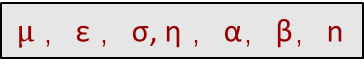 μ , ε , σ, η , α, β, n